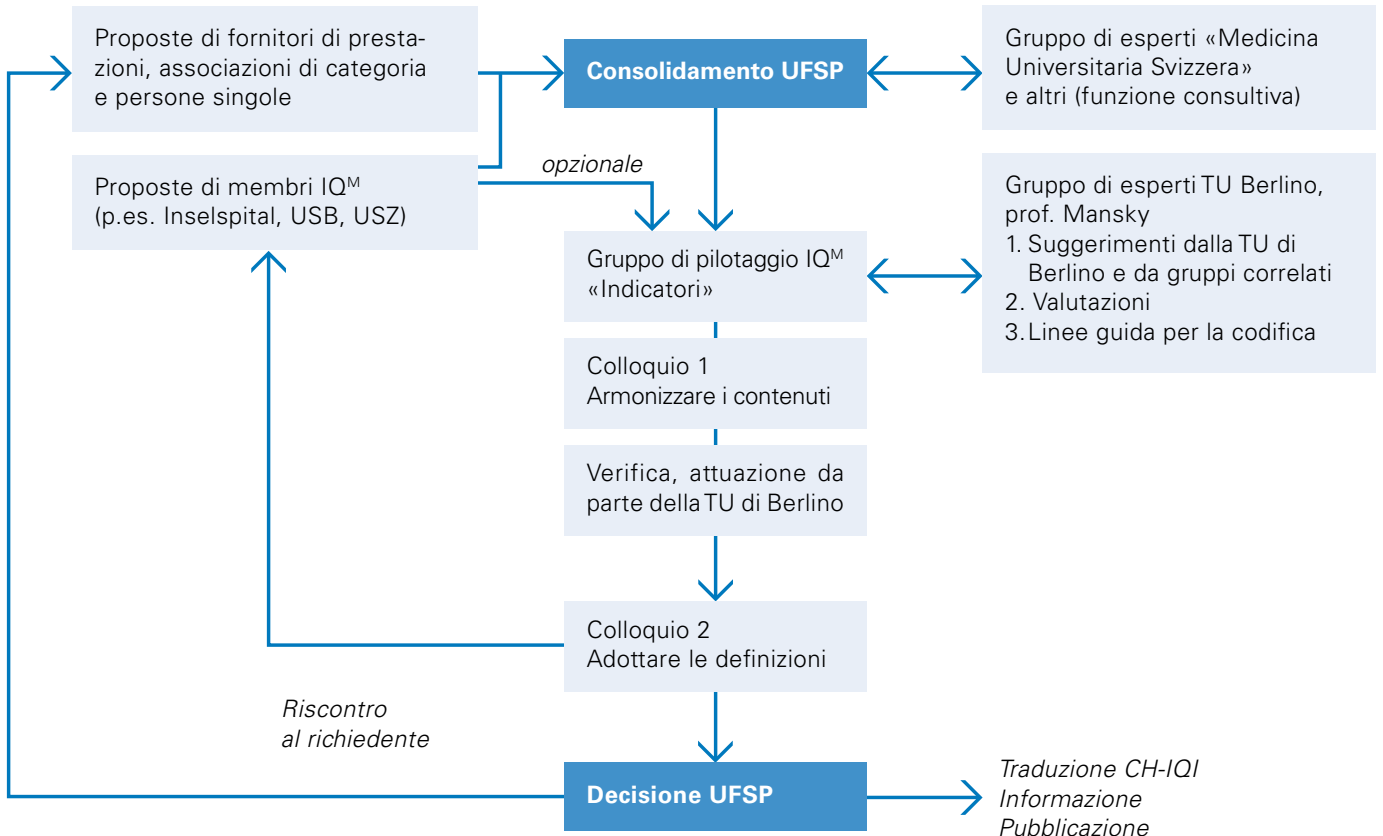 Proposte di fornitori di presta-
zioni, associazioni di categoria
e persone singole
Consolidamento UFSP
Gruppo di esperti «Medicina
Universitaria Svizzera»
e altri (funzione consultiva)
opzionale
Proposte di membri IQᴹ
(p.es. Inselspital, USB, USZ)
Gruppo di pilotaggio IQᴹ
«Indicatori»
Gruppo di esperti TU Berlino,
prof. Mansky
1. Suggerimenti dalla TU di
Berlino e da gruppi correlati
2. Valutazioni
3. Linee guida per la codifica
Colloquio 1
Armonizzare i contenuti
Verifica, attuazione da
parte della TU di Berlino
Colloquio 2
Adottare le definizioni
Riscontro
al richiedente
Decisione UFSP
Traduzione CH-IQI
Informazione
Pubblicazione